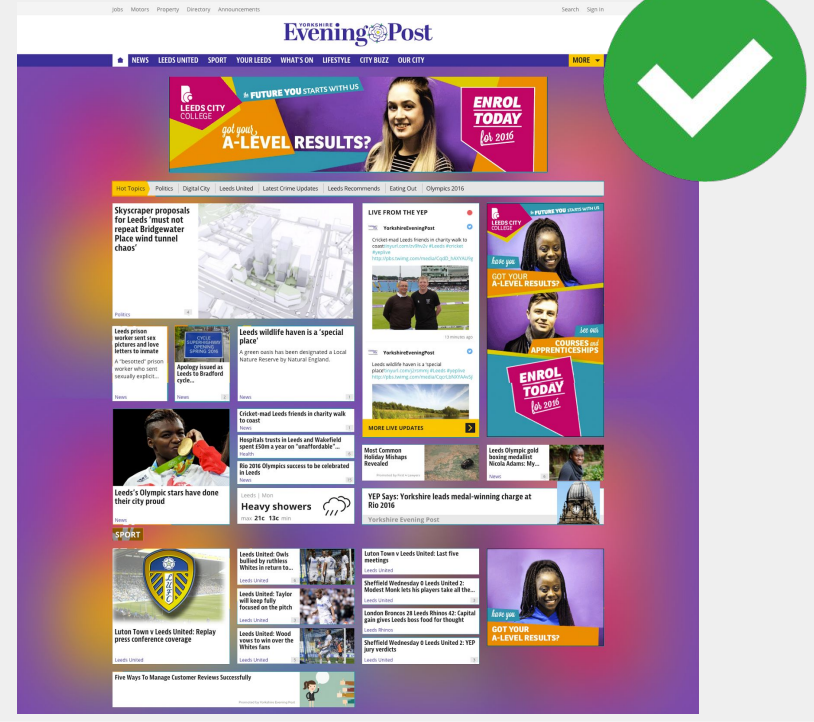 Jobs Motors Property Directory Announcements
Search Sign in
YORKSHIRE
Evening Post
NEWS LEEDS UNITED SPORT YOUR LEEDS WHAT'S ON LIFESTYLE CITY BUZZ OUR CITY
MORE
LEEDS CITY
COLLEGE
the FUTURE YOU STARTS WITH US
got your
A-LEVEL RESULTS?
ENROL
TODAY
for 2016
Hot Topics Politics Digital City Leeds United Latest Crime Updates Leeds Recommends Eating Out Olympics 2016
Skyscraper proposals
for Leeds 'must not
repeat Bridgewater
Place wind tunnel
chaos'
Politics
LIVE FROM THE YEP
YorkshireEveningPost
Cricket-mad Leeds friends in charity walk to
13 minutes ago
YorkshireEveningPost
Leeds wildlife haven is a 'special
MORE LIVE UPDATES
LEEDS CITY
COLLEGE
the FUTURE YOU STARTS WITH US
have you
GOT YOUR
A-LEVEL RESULTS?
see our
COURSES and
APPRENTICESHIPS
ENROL
TODAY
for 2016
Leeds prison
worker sent sex
pictures and love
letters to inmate
A "besotted" prison
worker who sent
sexually explicit...
News
CYCLE
SUPERHIGHWAY
OPENING
SPRING 2016
Apology issued as
Leeds to Bradford
cycle...
News
Leeds wildlife haven is a 'special
place'
A green oasis has been designated a Local
Nature Reserve by Natural England.
News
Leeds's Olympic stars have done
their city proud
News
Cricket-mad Leeds friends in charity walk
to coast
News
Hospitals trusts in Leeds and Wakefield
spent £50m a year on "unaffordable"...
Health
Rio 2016 Olympics success to be celebrated
in Leeds
News
Leeds | Mon
Heavy showers
max 21c 13c min
Most Common
Holiday Mishaps
Revealed
Leeds Olympic gold
boxing medallist
Nicola Adams: My...
News
YEP Says: Yorkshire leads medal-winning charge at
Rio 2016
Yorkshire Evening Post
SPORT
LUFC
Luton Town v Leeds United: Replay
press conference coverage
Leeds United
Leeds United: Owls
bullied by ruthless
Whites in return to...
Leeds United
Leeds United: Taylor
will keep fully
focused on the pitch
Leeds United
Leeds United: Wood
vows to win over the
Whites fans
Leeds United
Luton Town v Leeds United: Last five
meetings
Leeds United
Sheffield Wednesday 0 Leeds United 2:
Modest Monk lets his players take all the...
Leeds United
London Broncos 28 Leeds Rhinos 42: Capital
gain gives Leeds boss food for thought
Leeds Rhinos
Sheffield Wednesday 0 Leeds United 2: YEP
jury verdicts
Leeds United
have you
GOT YOUR
A-LEVEL RESULTS?
Five Ways To Manage Customer Reviews Successfully